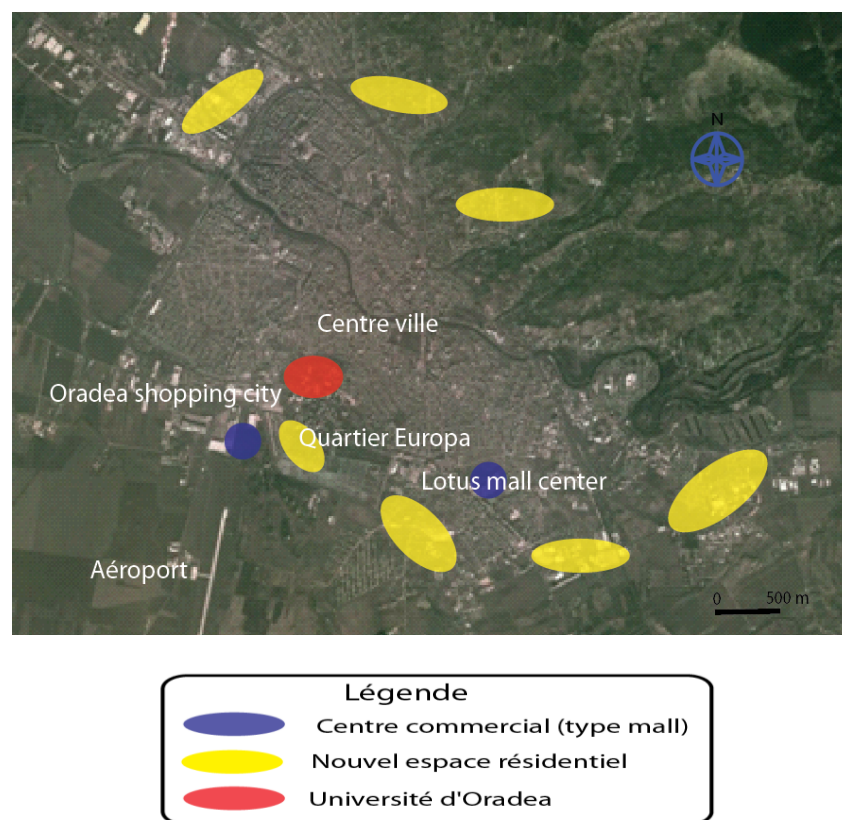 N
Centre ville
Oradea shopping city
Quartier Europa
Lotus mall center
Aéroport
0 500 m
Légende
Centre commercial (type mall)
Nouvel espace résidentiel
Université d'Oradea